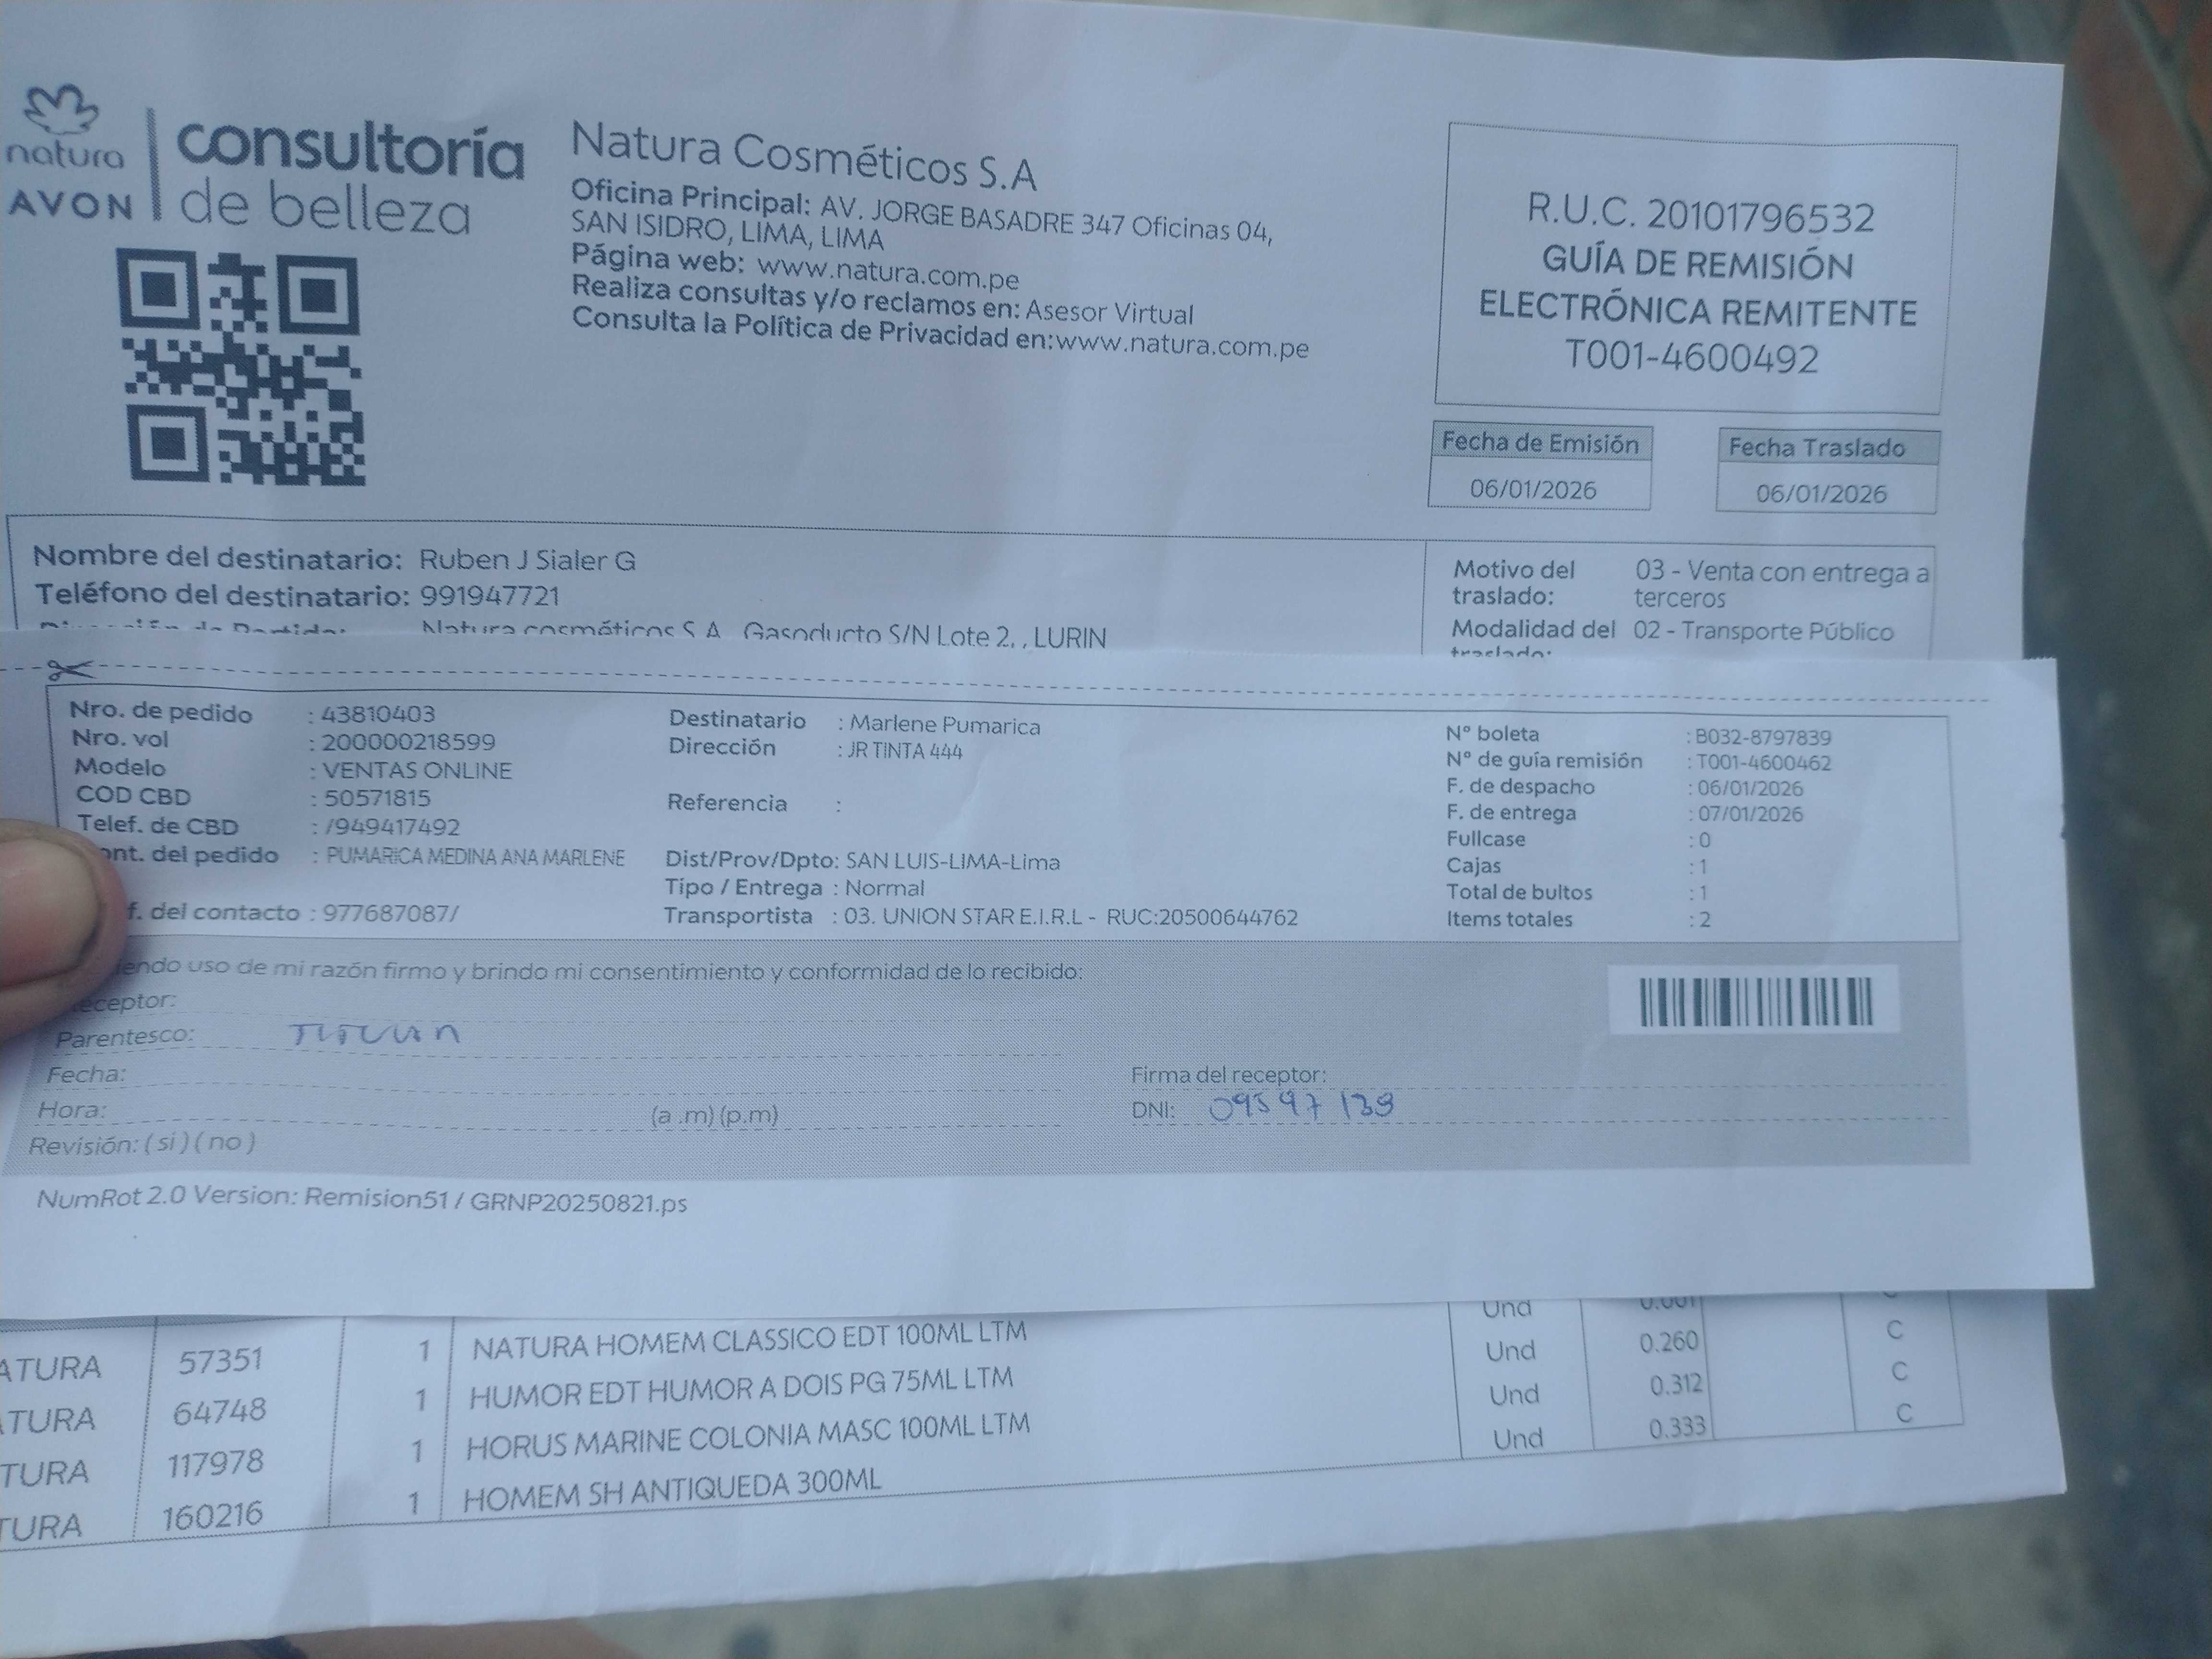 natura
AVON
consultoría
de belleza
Natura Cosméticos S.A
Oficina Principal: AV. JORGE BASADRE 347 Oficinas 04,
SAN ISIDRO, LIMA, LIMA
Página web: www.natura.com.pe
Realiza consultas y/o reclamos en: Asesor Virtual
Consulta la Política de Privacidad en:www.natura.com.pe
R.U.C. 20101796532
GUÍA DE REMISIÓN
ELECTRÓNICA REMITENTE
T001-4600492
Fecha de Emisión
06/01/2026
Fecha Traslado
06/01/2026
Nombre del destinatario: Ruben J Sialer G
Teléfono del destinatario: 991947721
Natura cosméticos S.A. Gasoducto S/N Lote 2, , LURIN
Motivo del traslado: 03 - Venta con entrega a terceros
Modalidad del traslado: 02 - Transporte Público
Nro. de pedido : 43810403
Nro. vol : 200000218599
Modelo : VENTAS ONLINE
COD CBD : 50571815
Telef. de CBD : /949417492
ont. del pedido : PUMARICA MEDINA ANA MARLENE
f. del contacto : 977687087/
Destinatario : Marlene Pumarica
Dirección : JR TINTA 444
Referencia :
Dist/Prov/Dpto: SAN LUIS-LIMA-Lima
Tipo / Entrega : Normal
Transportista : 03. UNION STAR E.I.R.L - RUC:20500644762
N° boleta : B032-8797839
N° de guía remisión : T001-4600462
F. de despacho : 06/01/2026
F. de entrega : 07/01/2026
Fullcase : 0
Cajas : 1
Total de bultos : 1
Items totales : 2
iendo uso de mi razón firmo y brindo mi consentimiento y conformidad de lo recibido:
eceptor:
Parentesco:
Fecha:
Hora: (a .m) (p.m)
Revisión: ( si ) ( no )
Firma del receptor:
DNI: 09597139
NumRot 2.0 Version: Remision51 / GRNP20250821.ps
Und 0.001
ATURA 57351 1 NATURA HOMEM CLASSICO EDT 100ML LTM Und 0.260 C
ATURA 64748 1 HUMOR EDT HUMOR A DOIS PG 75ML LTM Und 0.312 C
TURA 117978 1 HORUS MARINE COLONIA MASC 100ML LTM Und 0.333 C
TURA 160216 1 HOMEM SH ANTIQUEDA 300ML